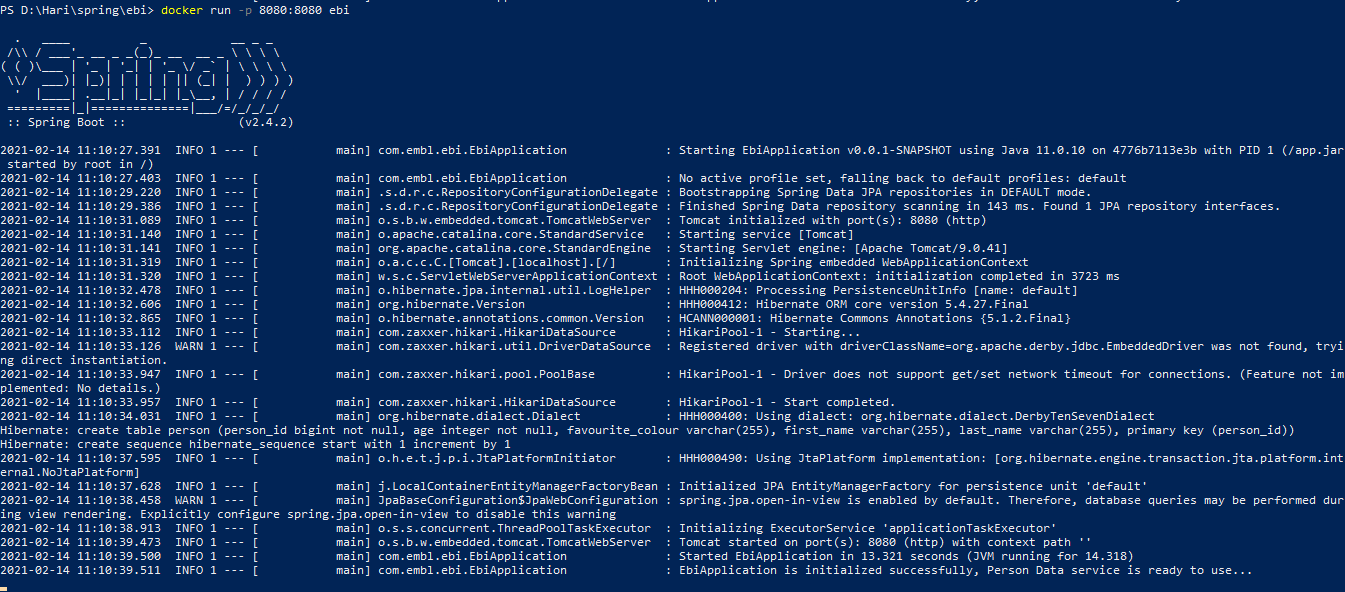 PS D:\Hari\spring\ebi> docker run -p 8080:8080 ebi
  .   ____          _            __ _ _
 /\\ / ___'_ __ _ _(_)_ __  __ _ \ \ \ \
( ( )\___ | '_ | '_| | '_ \/ _` | \ \ \ \
 \\/  ___)| |_)| | | | | || (_| |  ) ) ) )
  '  |____| .__|_| |_|_| |_\__, | / / / /
 =========|_|==============|___/=/_/_/_/
 :: Spring Boot ::                (v2.4.2)
2021-02-14 11:10:27.391  INFO 1 --- [           main] com.embl.ebi.EbiApplication              : Starting EbiApplication v0.0.1-SNAPSHOT using Java 11.0.10 on 4776b7113e3b with PID 1 (/app.jar
 started by root in /)
2021-02-14 11:10:27.403  INFO 1 --- [           main] com.embl.ebi.EbiApplication              : No active profile set, falling back to default profiles: default
2021-02-14 11:10:29.220  INFO 1 --- [           main] .s.d.r.c.RepositoryConfigurationDelegate : Bootstrapping Spring Data JPA repositories in DEFAULT mode.
2021-02-14 11:10:29.386  INFO 1 --- [           main] .s.d.r.c.RepositoryConfigurationDelegate : Finished Spring Data repository scanning in 143 ms. Found 1 JPA repository interfaces.
2021-02-14 11:10:31.089  INFO 1 --- [           main] o.s.b.w.embedded.tomcat.TomcatWebServer  : Tomcat initialized with port(s): 8080 (http)
2021-02-14 11:10:31.140  INFO 1 --- [           main] o.apache.catalina.core.StandardService   : Starting service [Tomcat]
2021-02-14 11:10:31.141  INFO 1 --- [           main] org.apache.catalina.core.StandardEngine  : Starting Servlet engine: [Apache Tomcat/9.0.41]
2021-02-14 11:10:31.319  INFO 1 --- [           main] o.a.c.c.C.[Tomcat].[localhost].[/]       : Initializing Spring embedded WebApplicationContext
2021-02-14 11:10:31.320  INFO 1 --- [           main] w.s.c.ServletWebServerApplicationContext : Root WebApplicationContext: initialization completed in 3723 ms
2021-02-14 11:10:32.478  INFO 1 --- [           main] o.hibernate.jpa.internal.util.LogHelper  : HHH000204: Processing PersistenceUnitInfo [name: default]
2021-02-14 11:10:32.606  INFO 1 --- [           main] org.hibernate.Version                    : HHH000412: Hibernate ORM core version 5.4.27.Final
2021-02-14 11:10:32.865  INFO 1 --- [           main] o.hibernate.annotations.common.Version   : HCANN000001: Hibernate Commons Annotations {5.1.2.Final}
2021-02-14 11:10:33.112  INFO 1 --- [           main] com.zaxxer.hikari.HikariDataSource       : HikariPool-1 - Starting...
2021-02-14 11:10:33.126  WARN 1 --- [           main] com.zaxxer.hikari.util.DriverDataSource  : Registered driver with driverClassName=org.apache.derby.jdbc.EmbeddedDriver was not found, tryi
ng direct instantiation.
2021-02-14 11:10:33.947  INFO 1 --- [           main] com.zaxxer.hikari.pool.PoolBase          : HikariPool-1 - Driver does not support get/set network timeout for connections. (Feature not im
plemented: No details.)
2021-02-14 11:10:33.957  INFO 1 --- [           main] com.zaxxer.hikari.HikariDataSource       : HikariPool-1 - Start completed.
2021-02-14 11:10:34.031  INFO 1 --- [           main] org.hibernate.dialect.Dialect            : HHH000400: Using dialect: org.hibernate.dialect.DerbyTenSevenDialect
Hibernate: create table person (person_id bigint not null, age integer not null, favourite_colour varchar(255), first_name varchar(255), last_name varchar(255), primary key (person_id))
Hibernate: create sequence hibernate_sequence start with 1 increment by 1
2021-02-14 11:10:37.595  INFO 1 --- [           main] o.h.e.t.j.p.i.JtaPlatformInitiator       : HHH000490: Using JtaPlatform implementation: [org.hibernate.engine.transaction.jta.platform.int
ernal.NoJtaPlatform]
2021-02-14 11:10:37.628  INFO 1 --- [           main] j.LocalContainerEntityManagerFactoryBean : Initialized JPA EntityManagerFactory for persistence unit 'default'
2021-02-14 11:10:38.458  WARN 1 --- [           main] JpaBaseConfiguration$JpaWebConfiguration : spring.jpa.open-in-view is enabled by default. Therefore, database queries may be performed dur
ing view rendering. Explicitly configure spring.jpa.open-in-view to disable this warning
2021-02-14 11:10:38.913  INFO 1 --- [           main] o.s.s.concurrent.ThreadPoolTaskExecutor  : Initializing ExecutorService 'applicationTaskExecutor'
2021-02-14 11:10:39.473  INFO 1 --- [           main] o.s.b.w.embedded.tomcat.TomcatWebServer  : Tomcat started on port(s): 8080 (http) with context path ''
2021-02-14 11:10:39.500  INFO 1 --- [           main] com.embl.ebi.EbiApplication              : Started EbiApplication in 13.321 seconds (JVM running for 14.318)
2021-02-14 11:10:39.511  INFO 1 --- [           main] com.embl.ebi.EbiApplication              : EbiApplication is initialized successfully, Person Data service is ready to use...